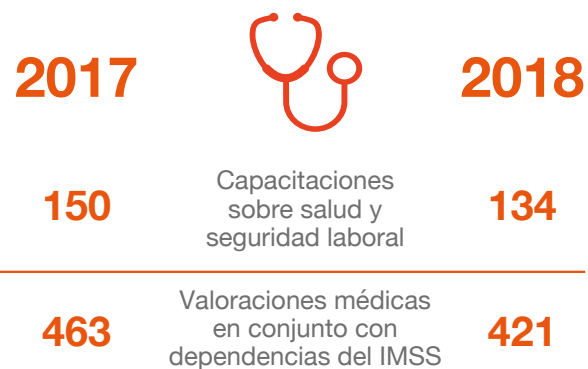 2017
2018
150
Capacitaciones
sobre salud y
seguridad laboral
134
463
Valoraciones médicas
en conjunto con
dependencias del IMSS
421